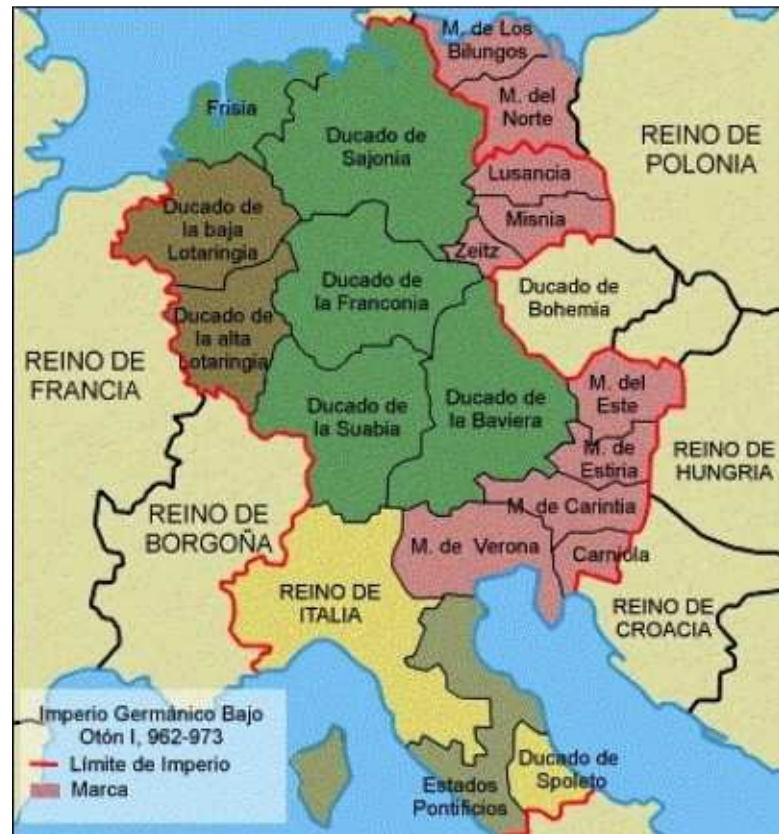 M. de Los
Bilungos
M. del
Norte
Frisia
Ducado de
Sajonia
REINO DE
POLONIA
Lusancia
Misnia
Zeitz
Ducado de
la baja
Lotaringia
Ducado de
la Franconia
Ducado de
Bohemia
Ducado de
la alta
Lotaringia
REINO DE
FRANCIA
Ducado de
la Suabia
Ducado de
la Baviera
M. del
Este
M. de
Estiria
REINO DE
HUNGRIA
M. de Carintia
REINO DE
BORGOÑA
M. de Verona
Carniola
REINO DE
ITALIA
REINO DE
CROACIA
Imperio Germánico Bajo
Otón I, 962-973
Límite de Imperio
Marca
Estados
Pontificios
Ducado de
Spoleto